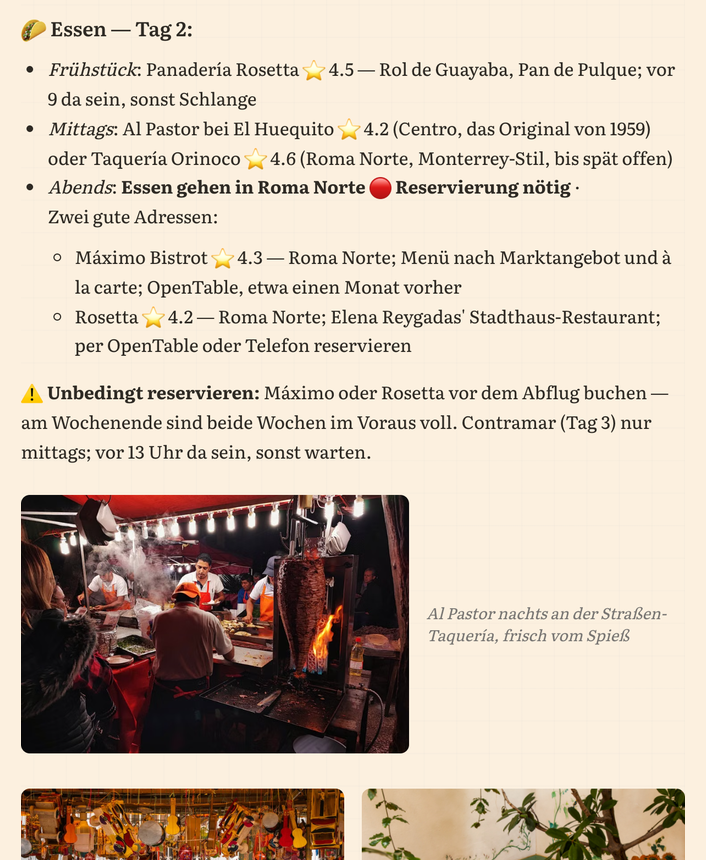 🌮 Essen — Tag 2:
• Frühstück: Panadería Rosetta ⭐ 4.5 — Rol de Guayaba, Pan de Pulque; vor
9 da sein, sonst Schlange
• Mittags: Al Pastor bei El Huequito ⭐ 4.2 (Centro, das Original von 1959)
oder Taquería Orinoco ⭐ 4.6 (Roma Norte, Monterrey-Stil, bis spät offen)
• Abends: Essen gehen in Roma Norte 🔴 Reservierung nötig ·
Zwei gute Adressen:
◦ Máximo Bistrot ⭐ 4.3 — Roma Norte; Menü nach Marktangebot und à
la carte; OpenTable, etwa einen Monat vorher
◦ Rosetta ⭐ 4.2 — Roma Norte; Elena Reygadas' Stadthaus-Restaurant;
per OpenTable oder Telefon reservieren
⚠️ Unbedingt reservieren: Máximo oder Rosetta vor dem Abflug buchen —
am Wochenende sind beide Wochen im Voraus voll. Contramar (Tag 3) nur
mittags; vor 13 Uhr da sein, sonst warten.
Al Pastor nachts an der Straßen-
Taquería, frisch vom Spieß